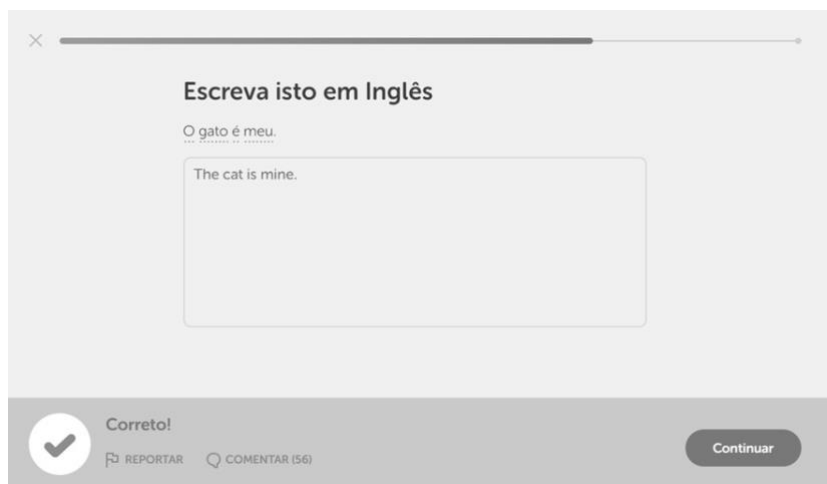 Escreva isto em Inglês
O gato é meu.
The cat is mine.
Correto!
REPORTAR COMENTAR (56)
Continuar